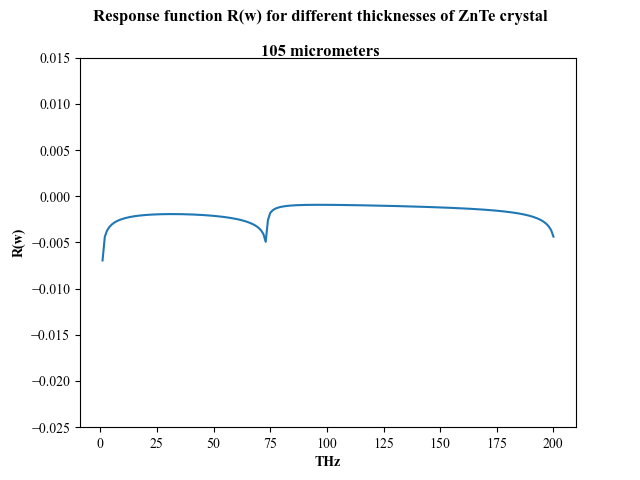 Response function R(w) for different thicknesses of ZnTe crystal
105 micrometers
0.015
0.010
0.005
0.000
−0.005
−0.010
−0.015
−0.020
−0.025
R(w)
0 25 50 75 100 125 150 175 200
THz